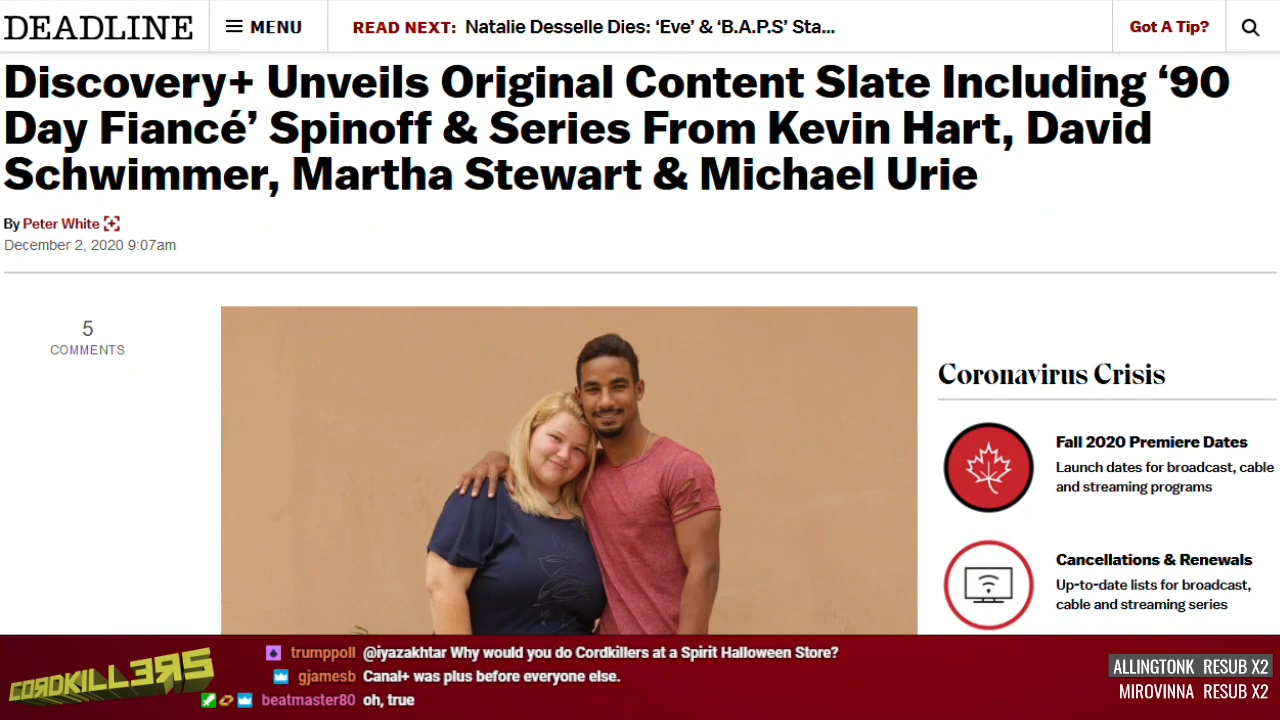 DEADLINE
MENU
READ NEXT: Natalie Desselle Dies: ‘Eve’ & ‘B.A.P.S’ Sta...
Got A Tip?
Discovery+ Unveils Original Content Slate Including ‘90
Day Fiancé’ Spinoff & Series From Kevin Hart, David
Schwimmer, Martha Stewart & Michael Urie
By Peter White
December 2, 2020 9:07am
5
COMMENTS
Coronavirus Crisis
Fall 2020 Premiere Dates
Launch dates for broadcast, cable
and streaming programs
Cancellations & Renewals
Up-to-date lists for broadcast,
cable and streaming series
CORDKILLERS
trumppoll @iyazakhtar Why would you do Cordkillers at a Spirit Halloween Store?
gjamesb Canal+ was plus before everyone else.
beatmaster80 oh, true
ALLINGTONK RESUB X2
MIROVINNA RESUB X2